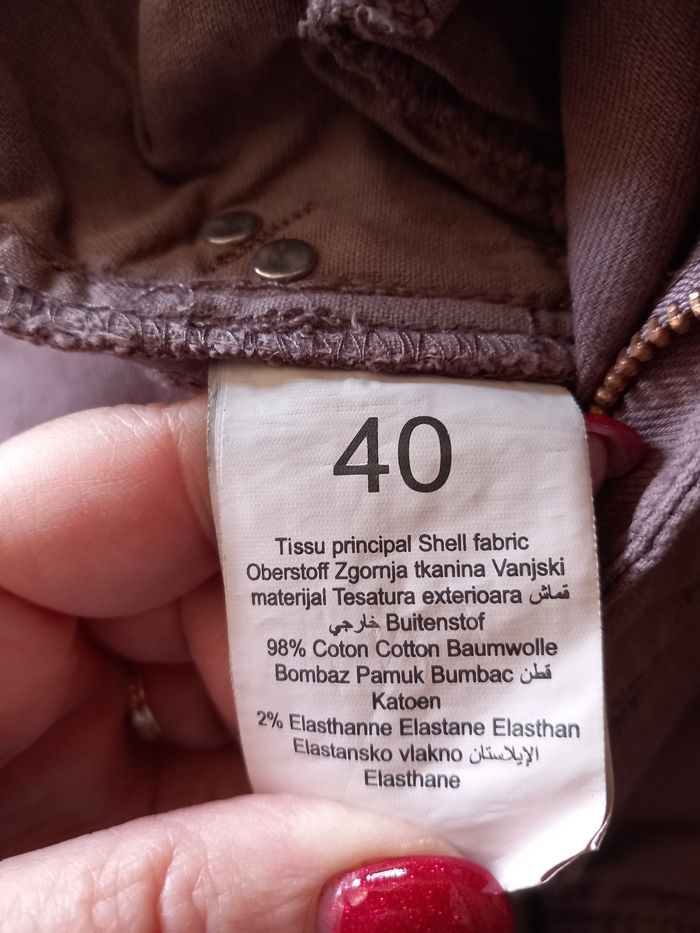 40
Tissu principal Shell fabric
Oberstoff Zgornja tkanina Vanjski
materijal Tesatura exterioara قماش
خارجي Buitenstof
98% Coton Cotton Baumwolle
Bombaz Pamuk Bumbac قطن
Katoen
2% Elasthanne Elastane Elasthan
Elastansko vlakno الإيلاستان
Elasthane